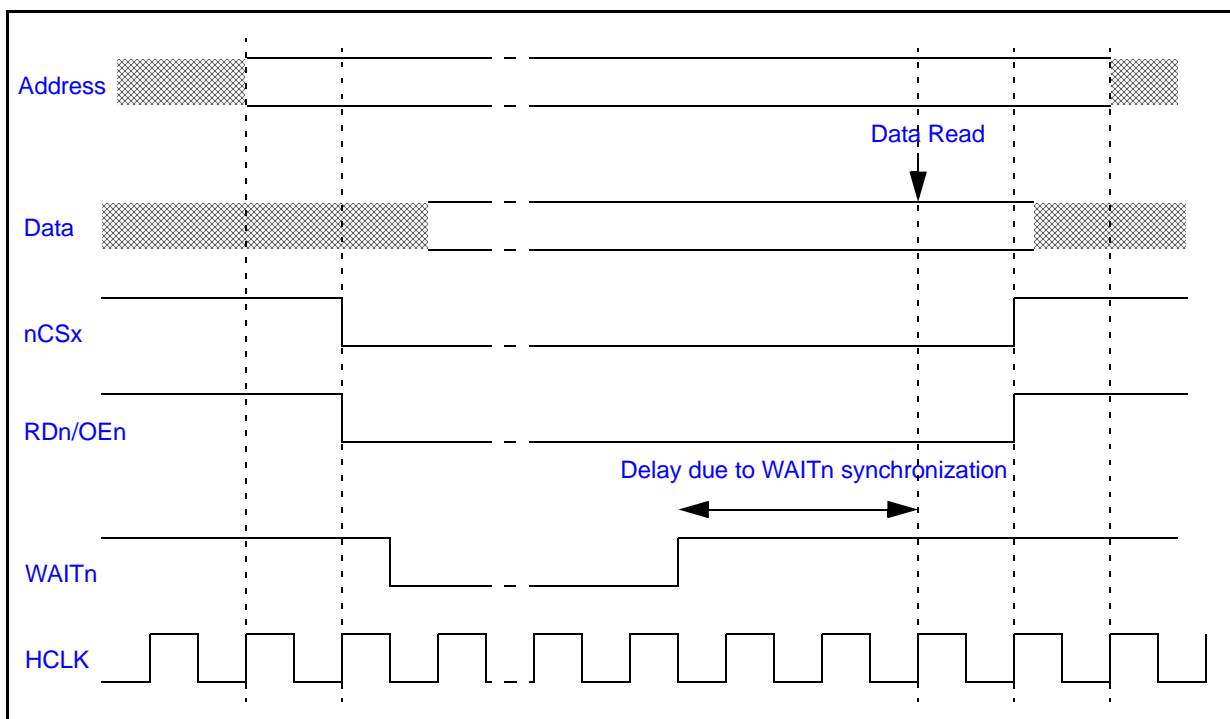 Address
Data Read
Data
nCSx
RDn/OEn
Delay due to WAITn synchronization
WAITn
HCLK